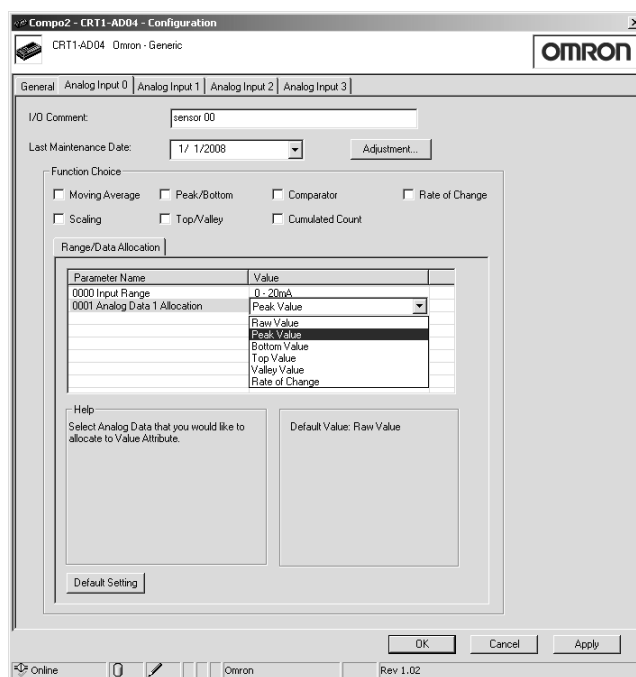 Compo2 - CRT1-AD04 - Configuration
CRT1-AD04 Omron - Generic
OMRON
General Analog Input 0 Analog Input 1 Analog Input 2 Analog Input 3
I/O Comment: sensor 00
Last Maintenance Date: 1/ 1/2008 Adjustment...
Function Choice
Moving Average Peak/Bottom Comparator Rate of Change
Scaling Top/Valley Cumulated Count
Range/Data Allocation
Parameter Name Value
0000 Input Range 0 - 20mA
0001 Analog Data 1 Allocation Peak Value
Raw Value
Peak Value
Bottom Value
Top Value
Valley Value
Rate of Change
Help
Select Analog Data that you would like to
allocate to Value Attribute.
Default Value: Raw Value
Default Setting
OK Cancel Apply
Online Omron Rev 1.02